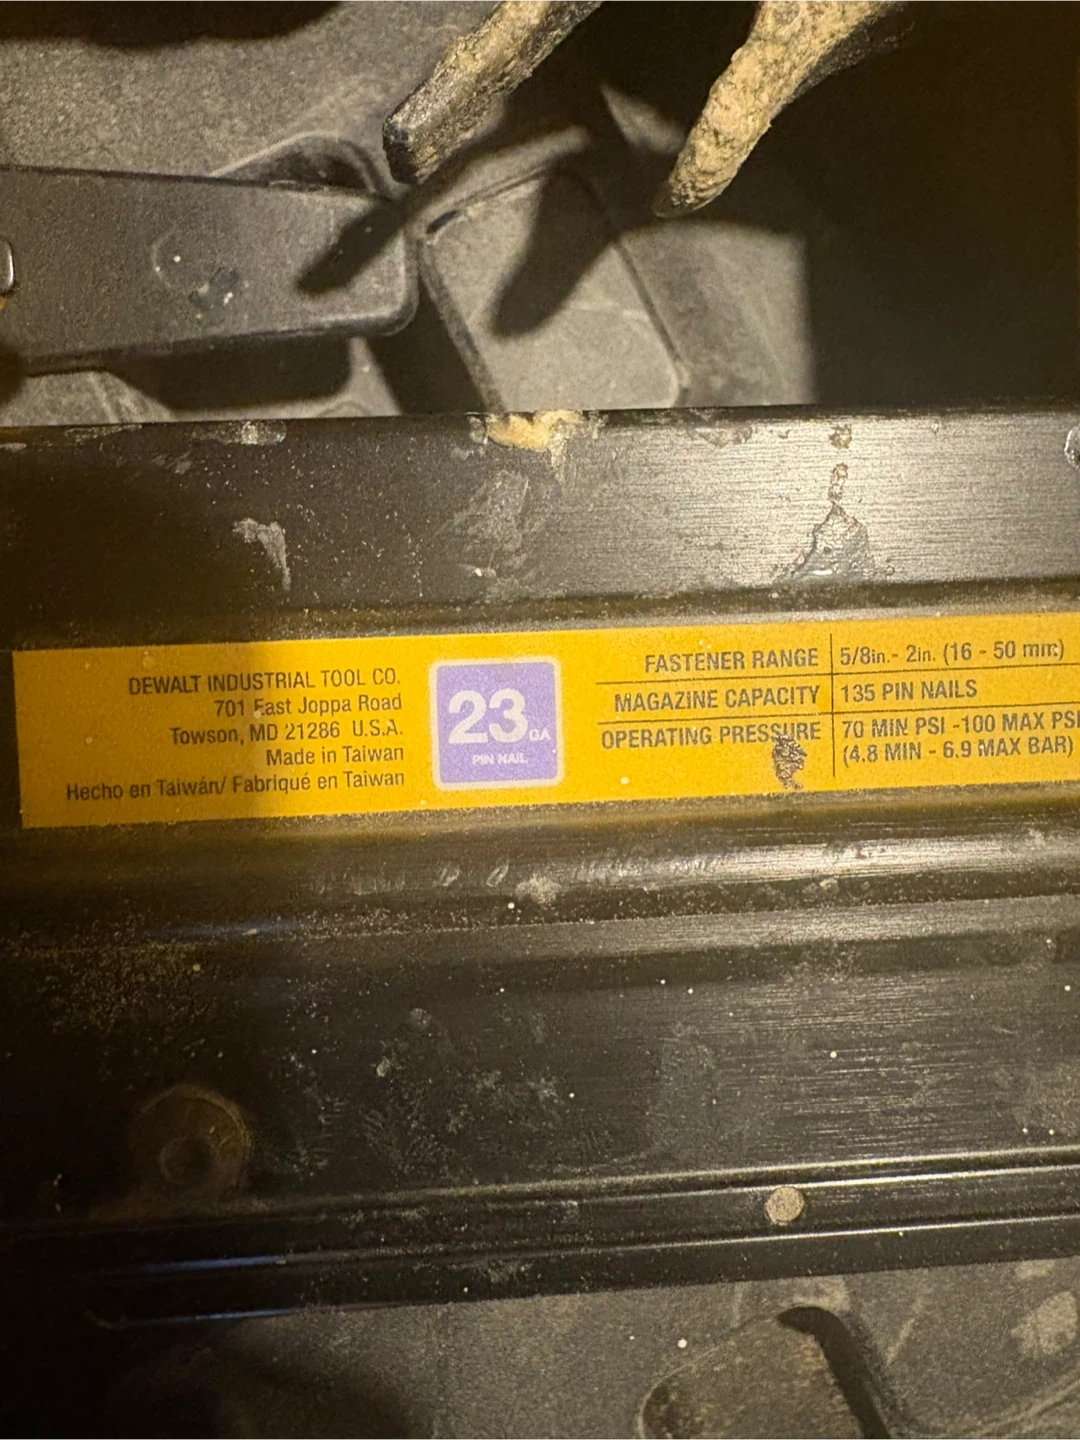 DEWALT INDUSTRIAL TOOL CO.
701 East Joppa Road
Towson, MD 21286 U.S.A.
Made in Taiwan
Hecho en Taiwán/ Fabriqué en Taiwan
23 GA
PIN NAIL
FASTENER RANGE 5/8in.- 2in. (16 - 50 mm)
MAGAZINE CAPACITY 135 PIN NAILS
OPERATING PRESSURE 70 MIN PSI -100 MAX PSI
(4.8 MIN - 6.9 MAX BAR)